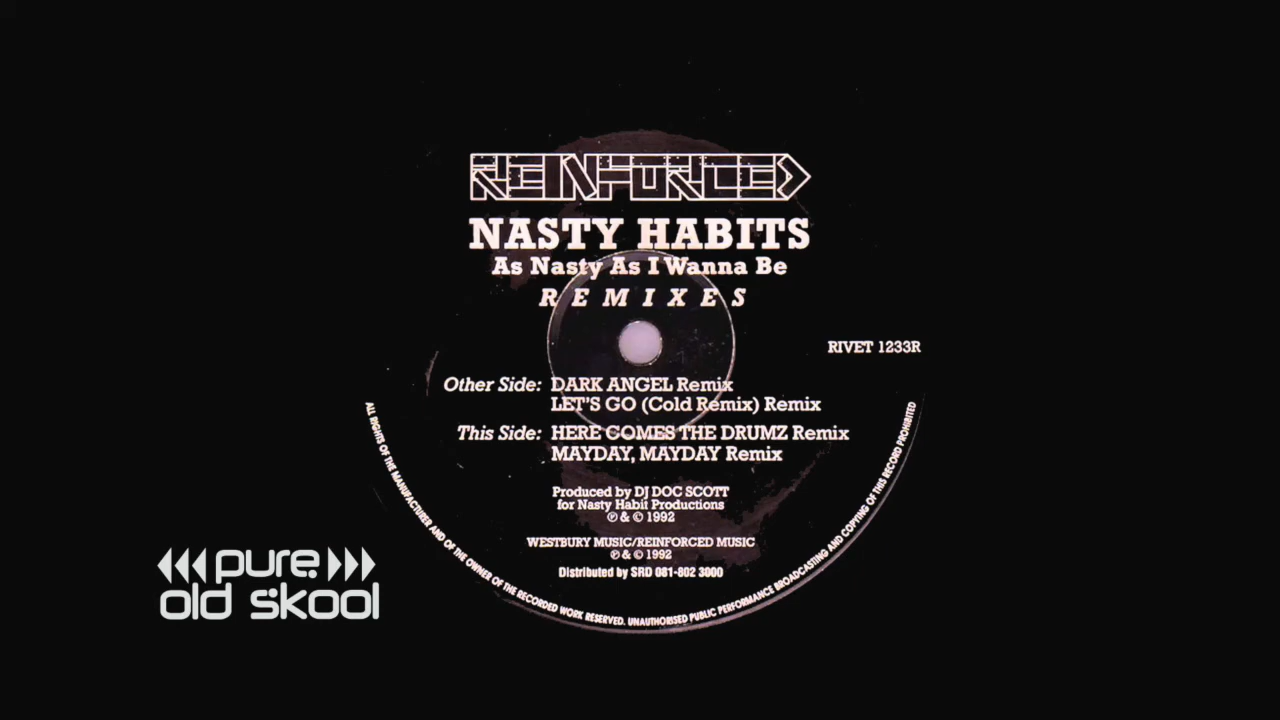 REINFORCED
NASTY HABITS
As Nasty As I Wanna Be
REMIXES
RIVET 1233R
Other Side: DARK ANGEL Remix
LET'S GO (Cold Remix) Remix
This Side: HERE COMES THE DRUMZ Remix
MAYDAY, MAYDAY Remix
Produced by DJ DOC SCOTT
for Nasty Habit Productions
℗ & © 1992
WESTBURY MUSIC/REINFORCED MUSIC
℗ & © 1992
Distributed by SRD 081-802 3000
ALL RIGHTS OF THE MANUFACTURER AND OF THE OWNER OF THE RECORDED WORK RESERVED. UNAUTHORISED PUBLIC PERFORMANCE BROADCASTING AND COPYING OF THIS RECORD PROHIBITED
pure
old skool